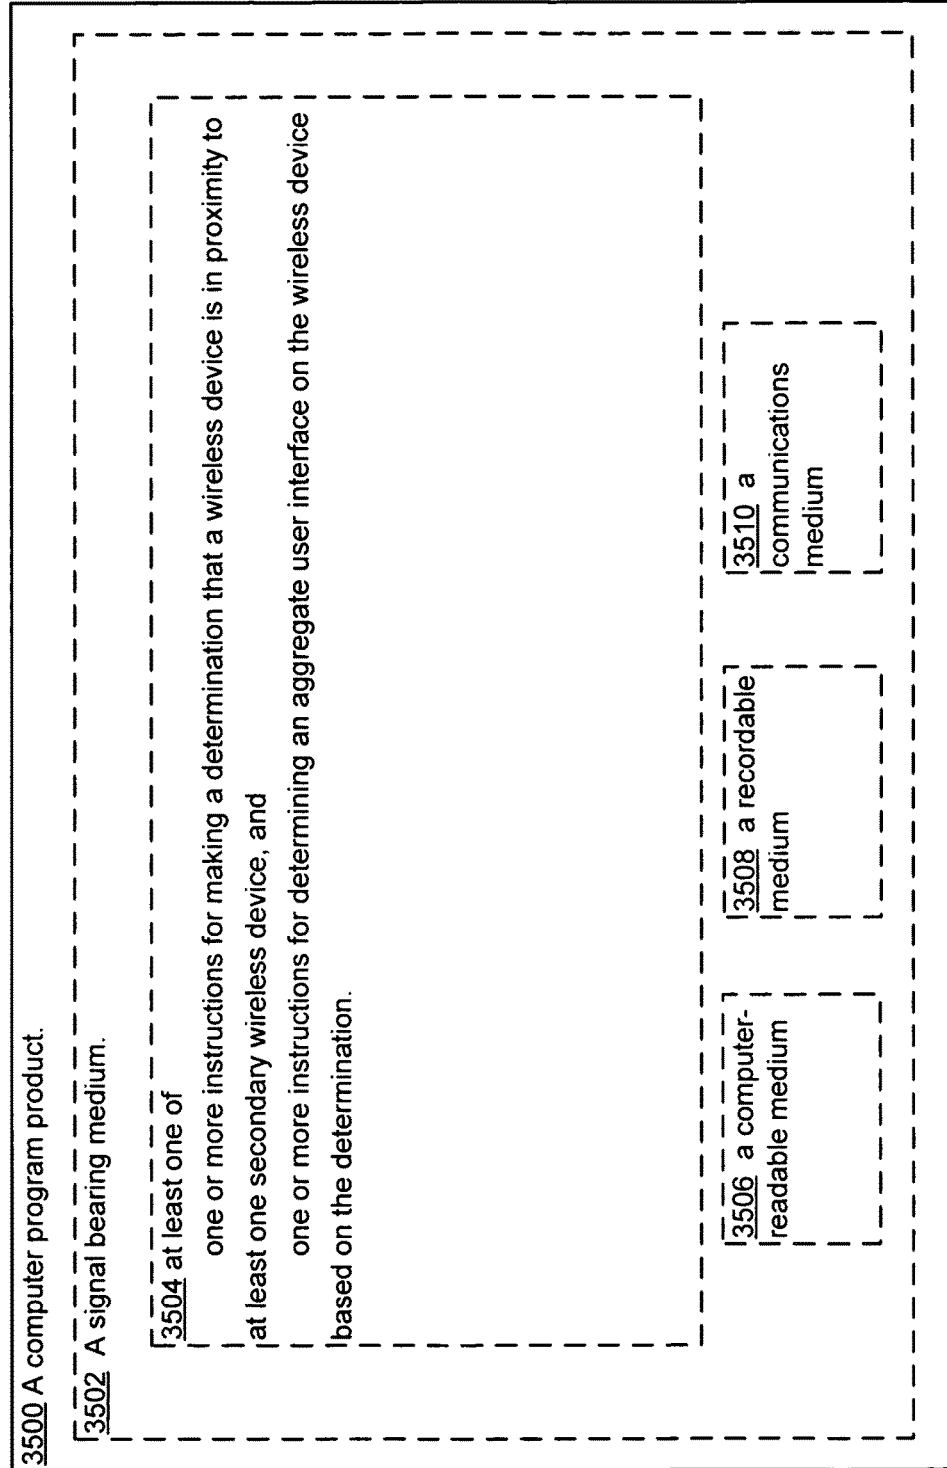 3500 A computer program product.
3502 A signal bearing medium.
3504 at least one of
one or more instructions for making a determination that a wireless device is in proximity to
at least one secondary wireless device, and
one or more instructions for determining an aggregate user interface on the wireless device
based on the determination.
3506 a computer-
readable medium
3508 a recordable
medium
3510 a
communications
medium